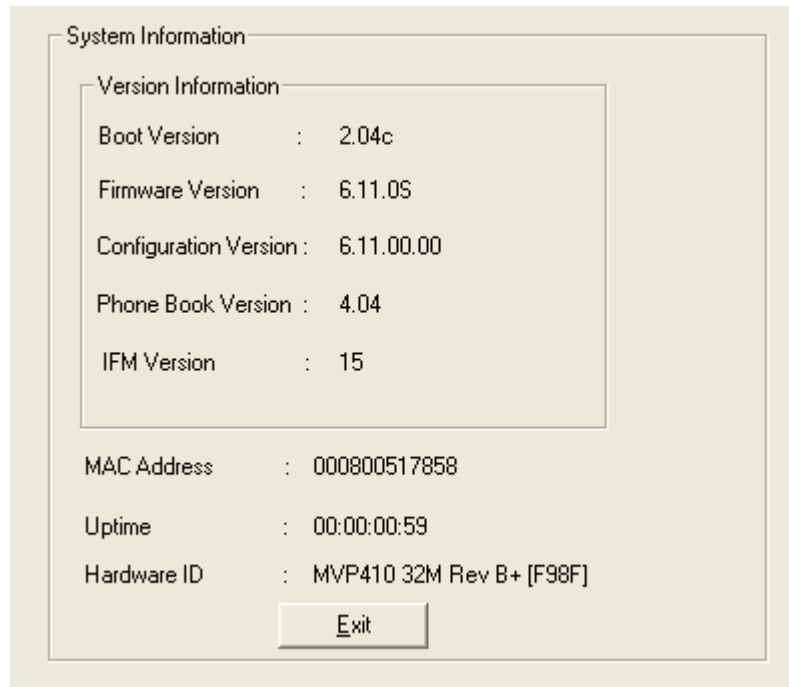 System Information
Version Information
Boot Version : 2.04c
Firmware Version : 6.11.0S
Configuration Version : 6.11.00.00
Phone Book Version : 4.04
IFM Version : 15
MAC Address : 000800517858
Uptime : 00:00:00:59
Hardware ID : MVP410 32M Rev B+ [F98F]
Exit